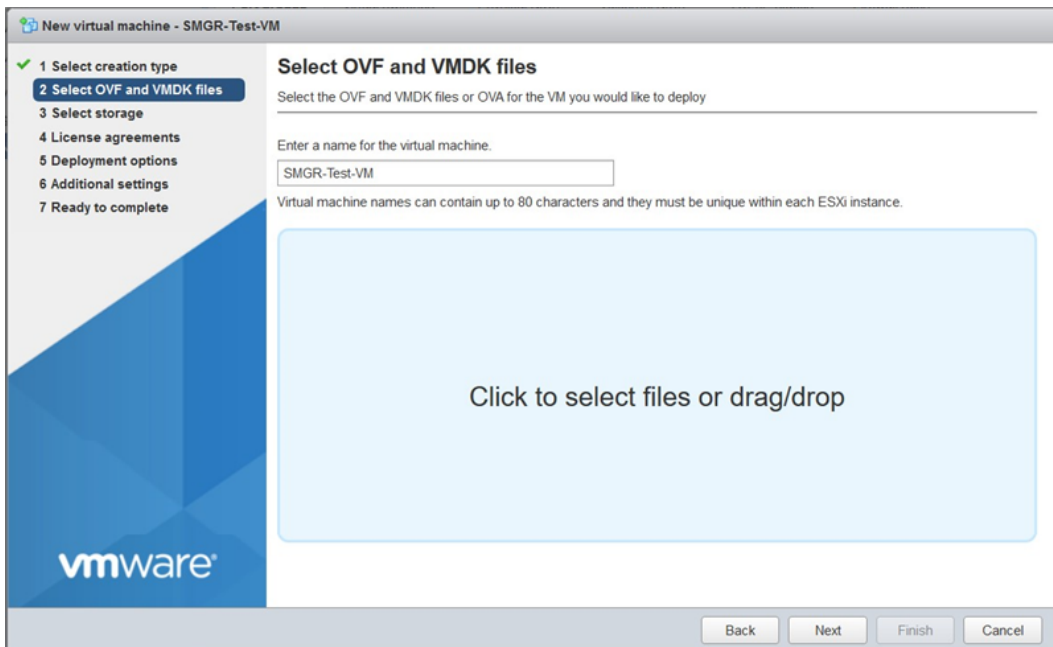 New virtual machine - SMGR-Test-VM
1 Select creation type
2 Select OVF and VMDK files
3 Select storage
4 License agreements
5 Deployment options
6 Additional settings
7 Ready to complete
vmware®
Select OVF and VMDK files
Select the OVF and VMDK files or OVA for the VM you would like to deploy
Enter a name for the virtual machine.
SMGR-Test-VM
Virtual machine names can contain up to 80 characters and they must be unique within each ESXi instance.
Click to select files or drag/drop
Back Next Finish Cancel